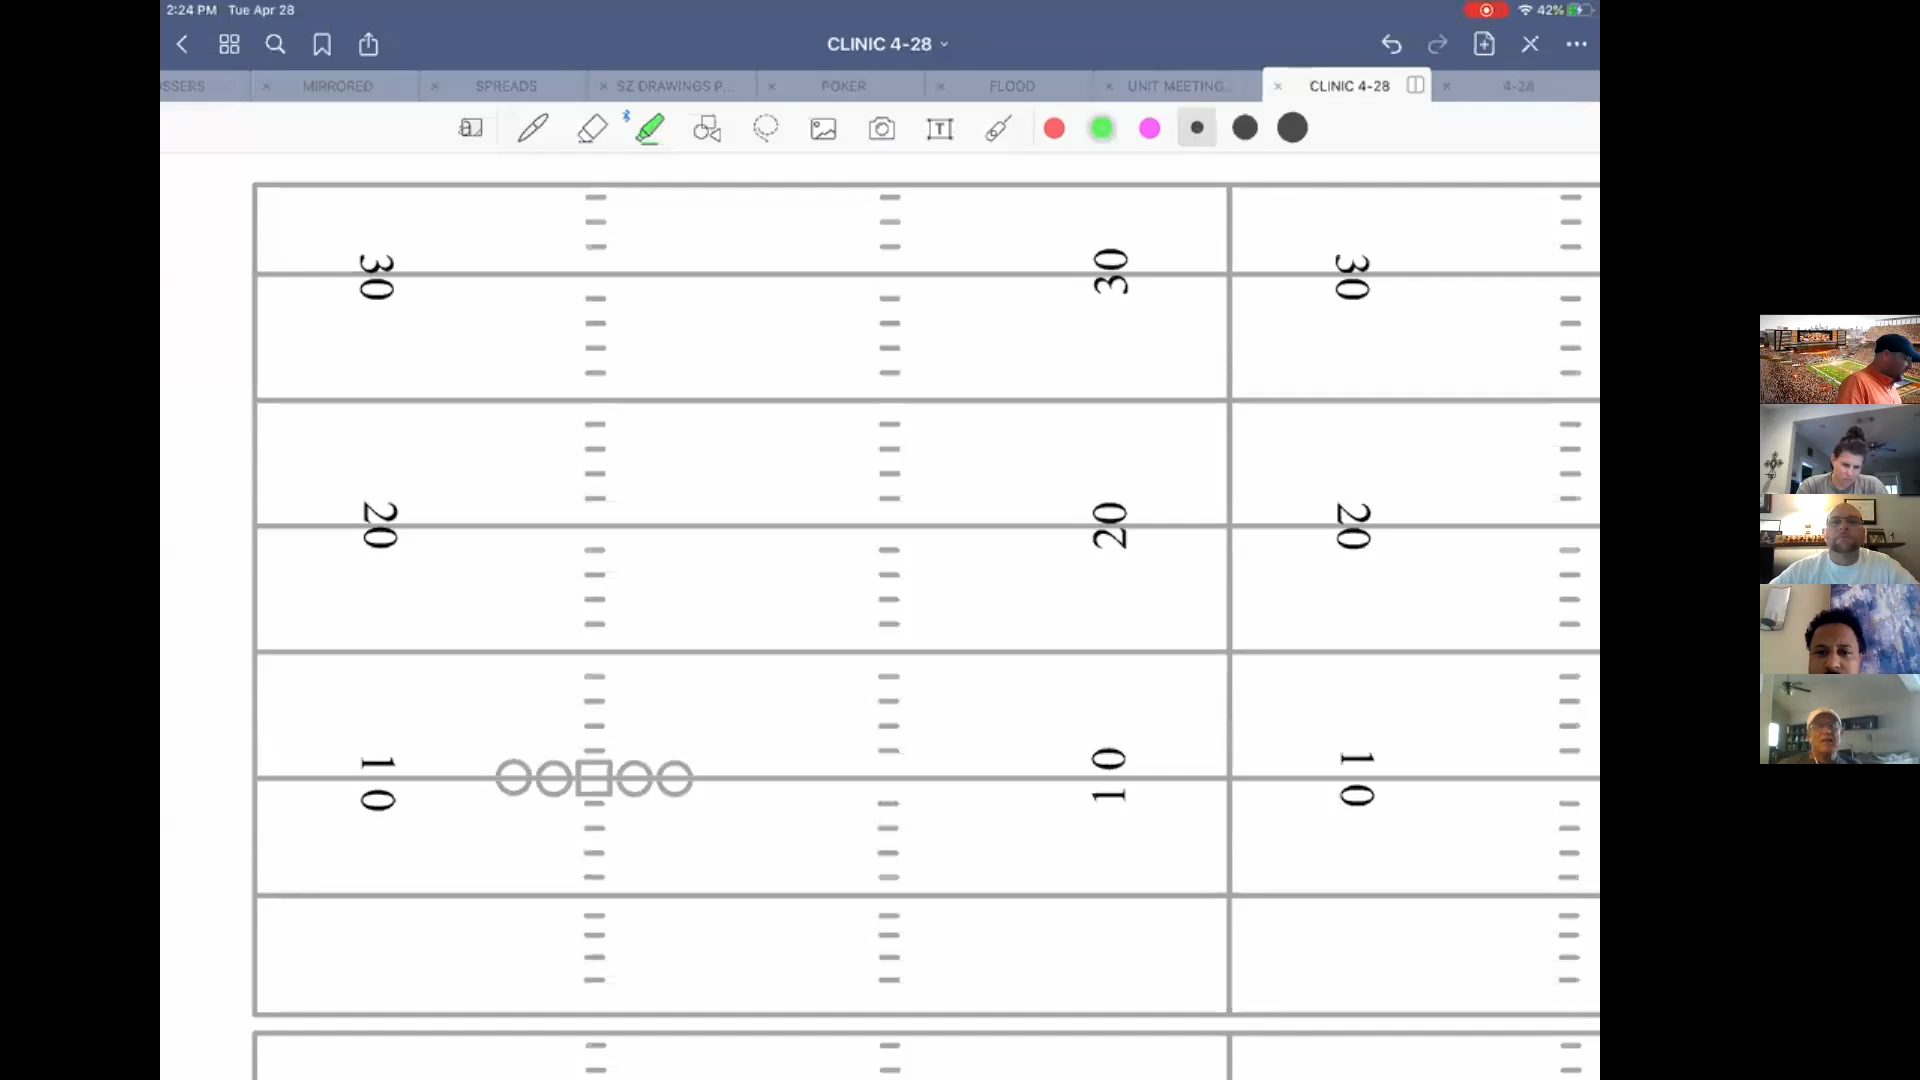 2:24 PM Tue Apr 28
42%
CLINIC 4-28
SSERS
MIRRORED
SPREADS
SZ DRAWINGS P...
POKER
FLOOD
UNIT MEETING...
CLINIC 4-28
4-28
T
30 30 30
20 20 20
10 10 10